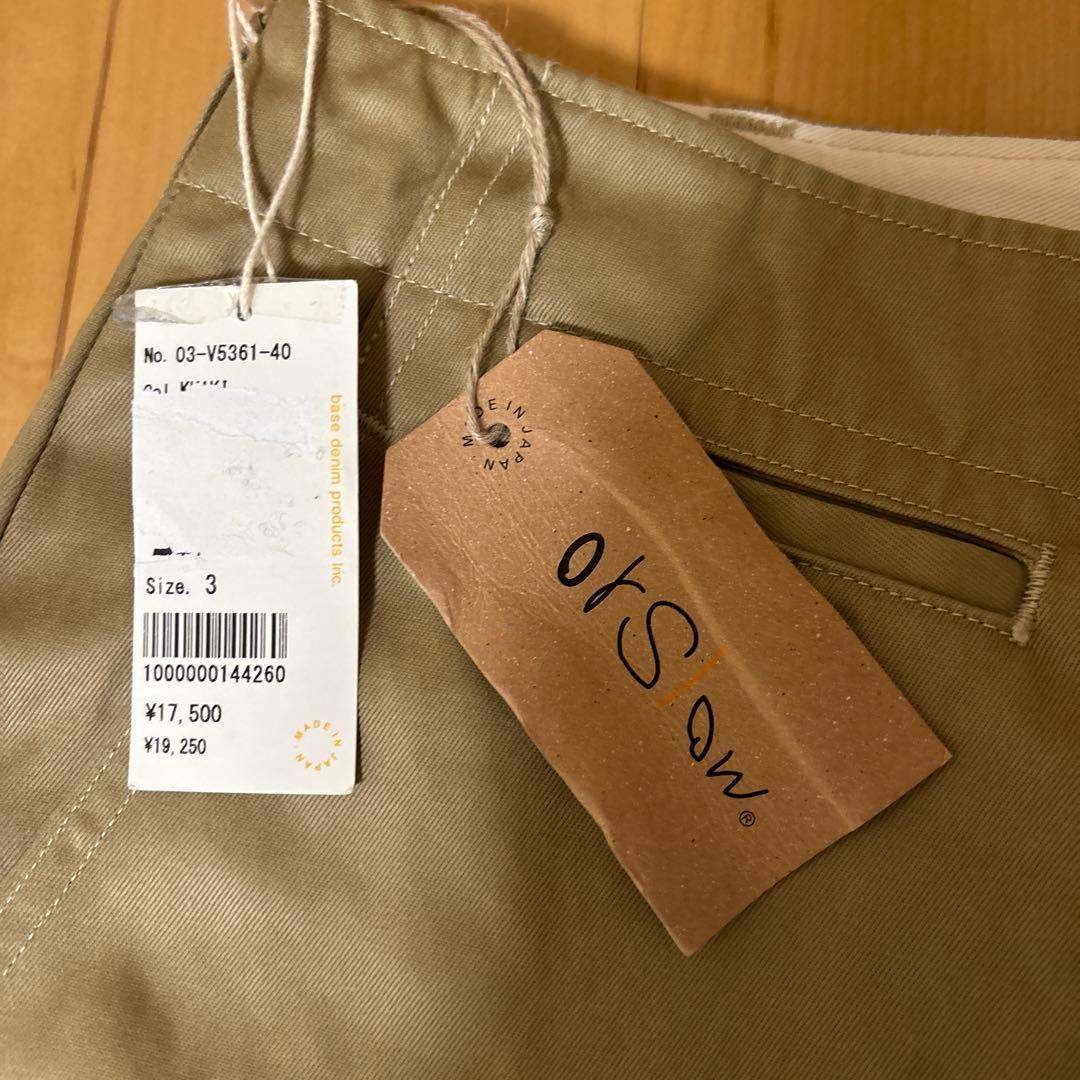 No. 03-V5361-40
base denim products Inc.
Size. 3
1000000144260
¥17,500
¥19,250
MADE IN JAPAN
MADE IN JAPAN
orSlow®